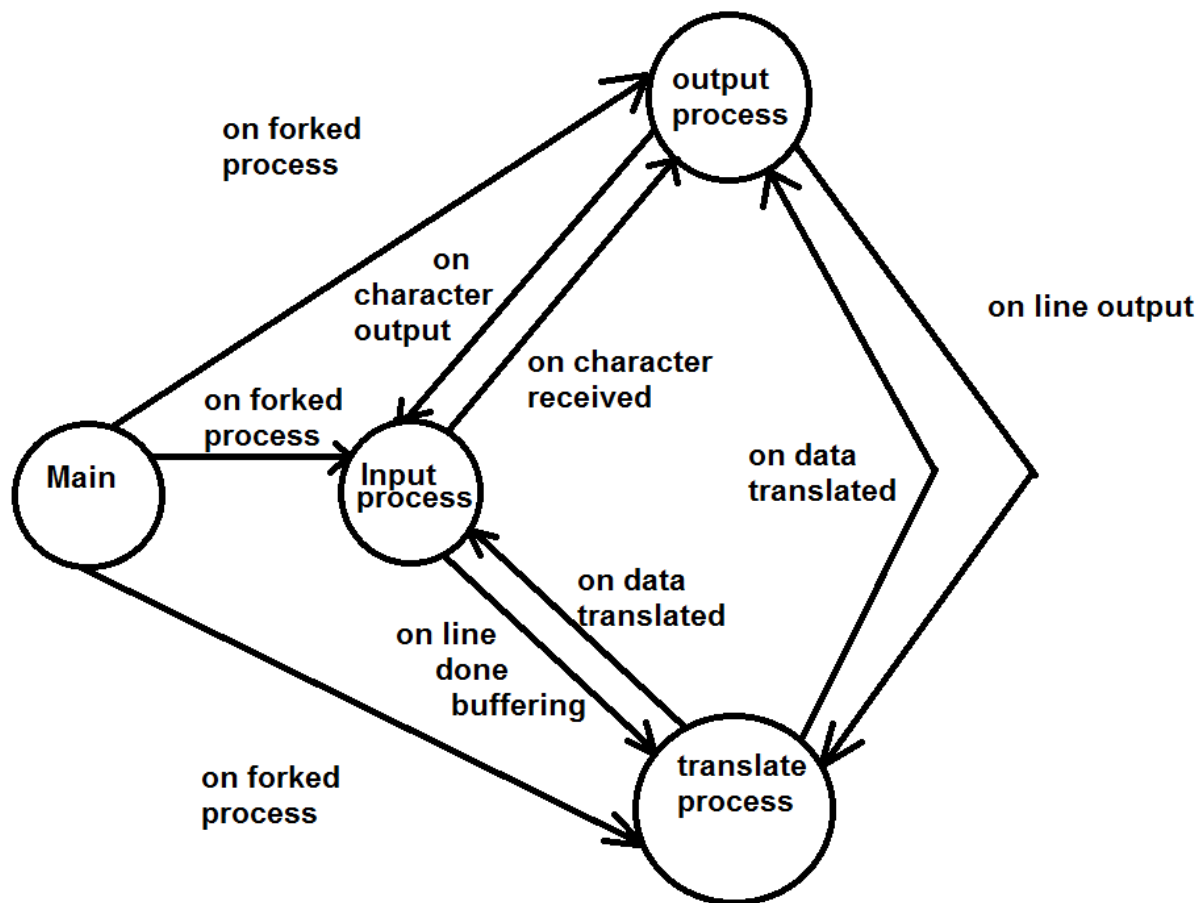 output
process
on forked
process
on
character
output
on line output
on character
received
on forked
process
Main
Input
process
on data
translated
on data
translated
on line
done
buffering
translate
process
on forked
process